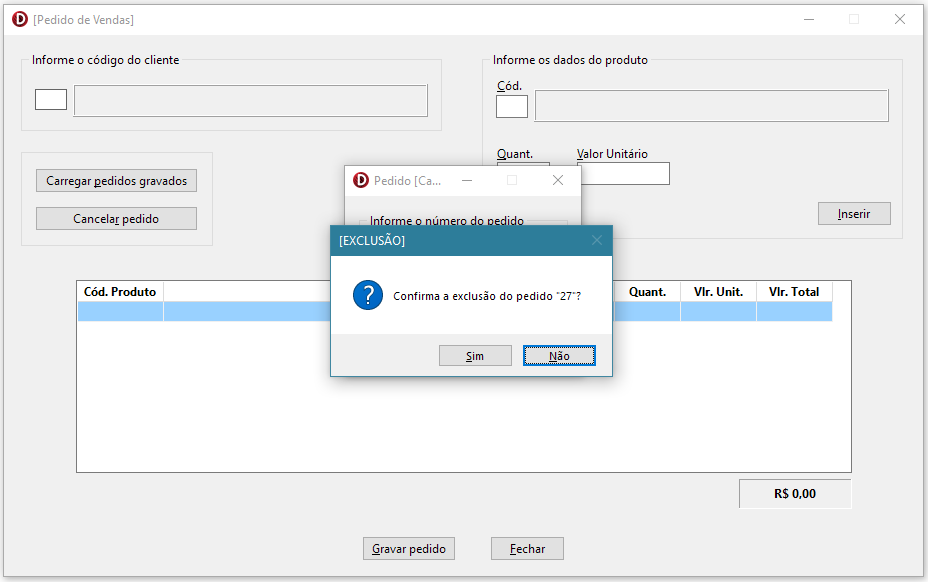 [Pedido de Vendas]
Informe o código do cliente
Informe os dados do produto
Cód.
Quant.
Valor Unitário
Carregar pedidos gravados
Cancelar pedido
Inserir
Pedido [Ca...
Informe o número do pedido
[EXCLUSÃO]
Confirma a exclusão do pedido "27"?
Sim
Não
Cód. Produto
Quant.
Vlr. Unit.
Vlr. Total
R$ 0,00
Gravar pedido
Fechar